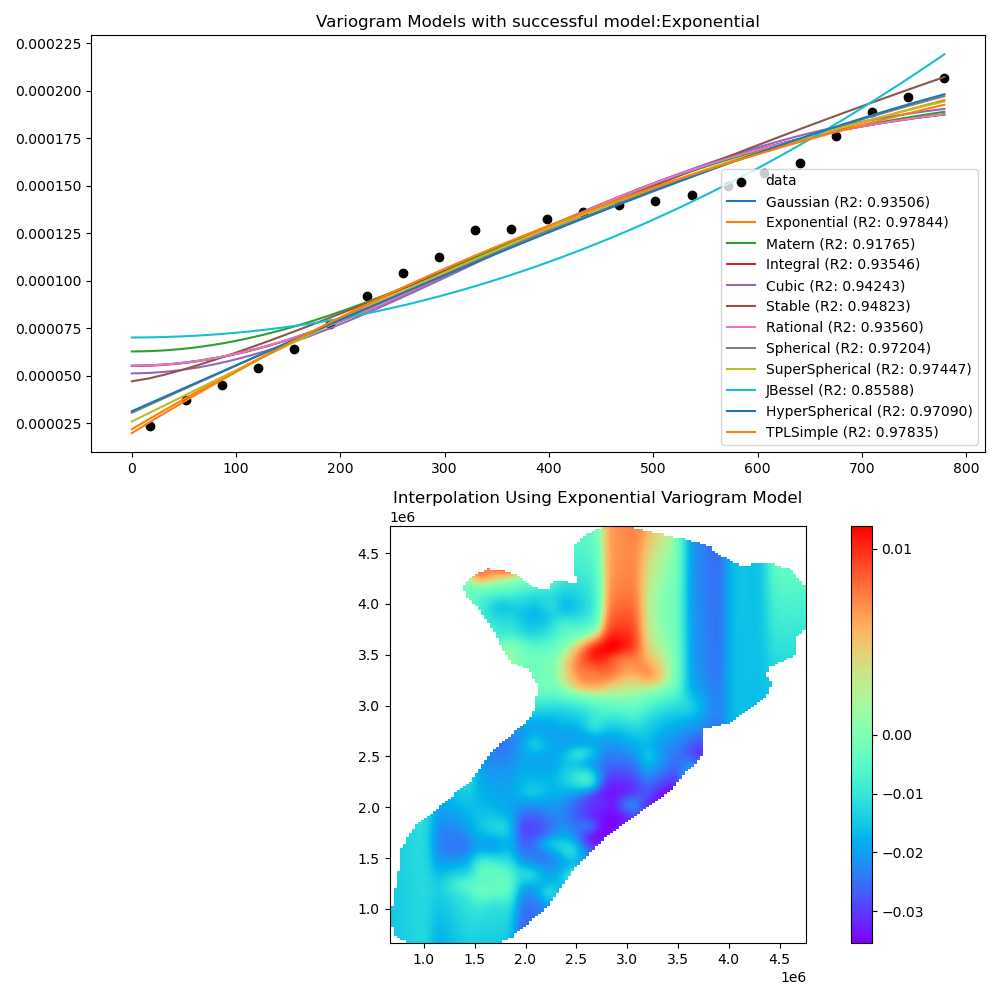 Variogram Models with successful model:Exponential
0.000225
0.000200
0.000175
0.000150
0.000125
0.000100
0.000075
0.000050
0.000025
0 100 200 300 400 500 600 700 800
data
Gaussian (R2: 0.93506)
Exponential (R2: 0.97844)
Matern (R2: 0.91765)
Integral (R2: 0.93546)
Cubic (R2: 0.94243)
Stable (R2: 0.94823)
Rational (R2: 0.93560)
Spherical (R2: 0.97204)
SuperSpherical (R2: 0.97447)
JBessel (R2: 0.85588)
HyperSpherical (R2: 0.97090)
TPLSimple (R2: 0.97835)
Interpolation Using Exponential Variogram Model
1e6
4.5
4.0
3.5
3.0
2.5
2.0
1.5
1.0
1.0 1.5 2.0 2.5 3.0 3.5 4.0 4.5
1e6
0.01
0.00
−0.01
−0.02
−0.03